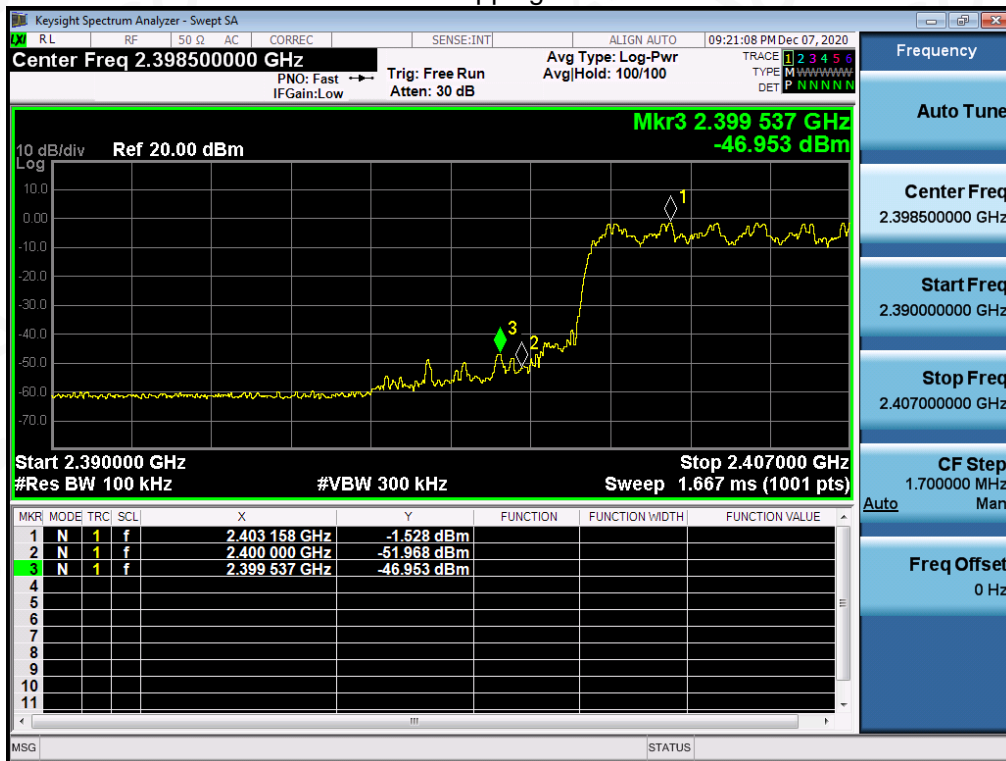 pping
Keysight Spectrum Analyzer - Swept SA
LXI RL RF 50 Ω AC CORREC SENSE:INT ALIGN AUTO 09:21:08 PM Dec 07, 2020
Center Freq 2.398500000 GHz
PNO: Fast
IFGain:Low
Trig: Free Run
Atten: 30 dB
Avg Type: Log-Pwr
Avg|Hold: 100/100
TRACE 1 2 3 4 5 6
TYPE M WWWWW
DET P N N N N N
Mkr3 2.399 537 GHz
-46.953 dBm
10 dB/div Ref 20.00 dBm
Log
10.0
0.00
-10.0
-20.0
-30.0
-40.0
-50.0
-60.0
-70.0
1
3
2
Start 2.390000 GHz Stop 2.407000 GHz
#Res BW 100 kHz #VBW 300 kHz Sweep 1.667 ms (1001 pts)
MKR MODE TRC SCL X Y FUNCTION FUNCTION WIDTH FUNCTION VALUE
1 N 1 f 2.403 158 GHz -1.528 dBm
2 N 1 f 2.400 000 GHz -51.968 dBm
3 N 1 f 2.399 537 GHz -46.953 dBm
4
5
6
7
8
9
10
11
MSG STATUS
Frequency
Auto Tune
Center Freq
2.398500000 GHz
Start Freq
2.390000000 GHz
Stop Freq
2.407000000 GHz
CF Step
1.700000 MHz
Auto Man
Freq Offset
0 Hz